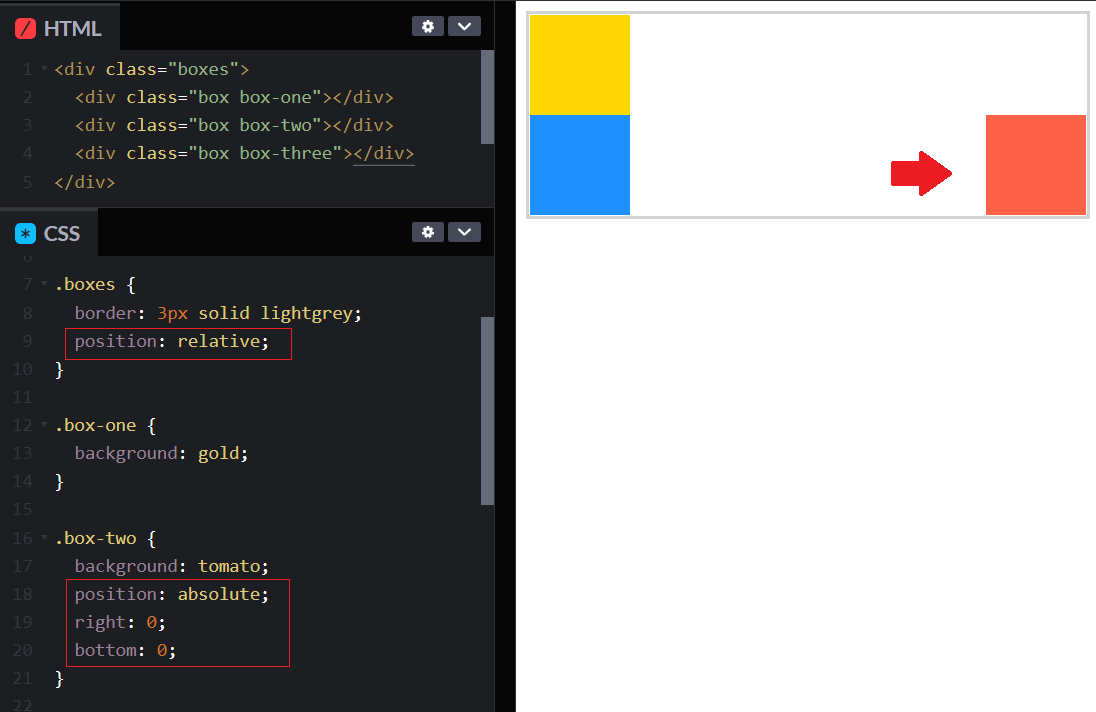 HTML
1 <div class="boxes">
2 <div class="box box-one"></div>
3 <div class="box box-two"></div>
4 <div class="box box-three"></div>
5 </div>
CSS
6
7 .boxes {
8 border: 3px solid lightgrey;
9 position: relative;
10 }
11
12 .box-one {
13 background: gold;
14 }
15
16 .box-two {
17 background: tomato;
18 position: absolute;
19 right: 0;
20 bottom: 0;
21 }
22